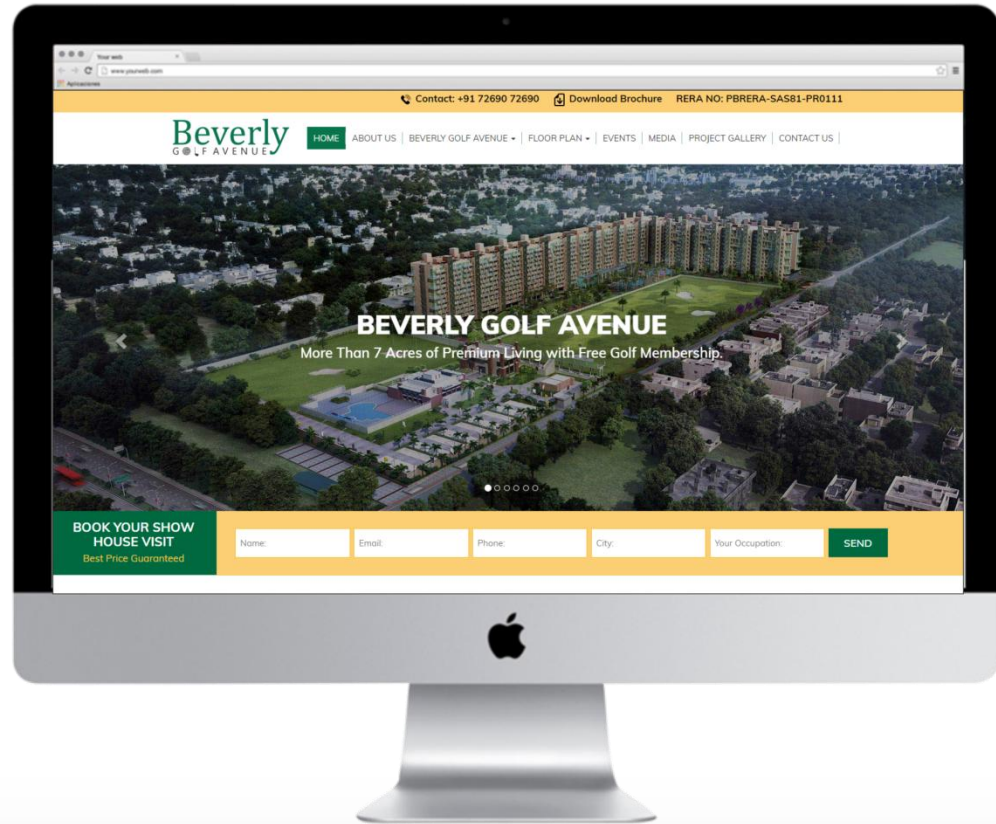 Your web
www.yourweb.com
Aplicaciones
Contact: +91 72690 72690 Download Brochure RERA NO: PBRERA-SAS81-PR0111
Beverly
GOLF AVENUE
HOME ABOUT US BEVERLY GOLF AVENUE FLOOR PLAN EVENTS MEDIA PROJECT GALLERY CONTACT US
BEVERLY GOLF AVENUE
More Than 7 Acres of Premium Living with Free Golf Membership.
BOOK YOUR SHOW
HOUSE VISIT
Best Price Guaranteed
Name: Email: Phone: City: Your Occupation: SEND